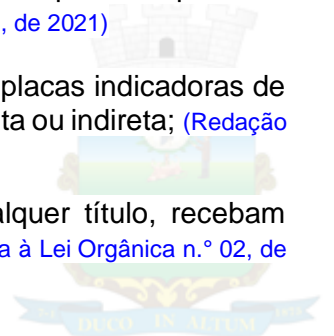 , de 2021)
placas indicadoras de
ta ou indireta; (Redação
alquer título, recebam
a à Lei Orgânica n.° 02, de
DUCO IN ALTUM